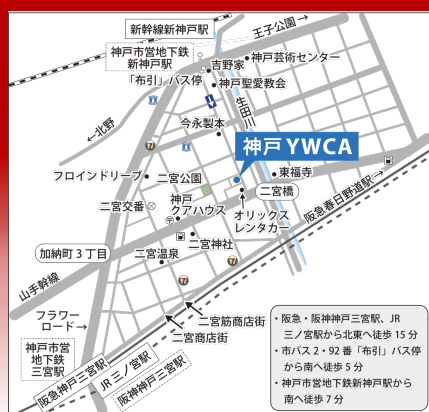 新幹線新神戸駅
王子公園→
神戸市営地下鉄
新神戸駅
吉野家
神戸芸術センター
「布引」バス停
神戸聖愛教会
生田川
←北野
今永製本
神戸YWCA
フロインドリーブ
二宮公園
東福寺
二宮橋
阪急春日野道駅→
二宮交番
神戸
クアハウス
オリックス
レンタカー
加納町3丁目
二宮神社
二宮温泉
山手幹線
フラワー
ロード→
二宮筋商店街
二宮商店街
神戸市営
地下鉄
三宮駅
阪急神戸三宮駅
JR三ノ宮駅
阪神神戸三宮駅
・阪急・阪神神戸三宮駅、JR
三ノ宮駅から北東へ徒歩15分
・市バス2・92番「布引」バス停
から南へ徒歩5分
・神戸市営地下鉄新神戸駅から
南へ徒歩7分